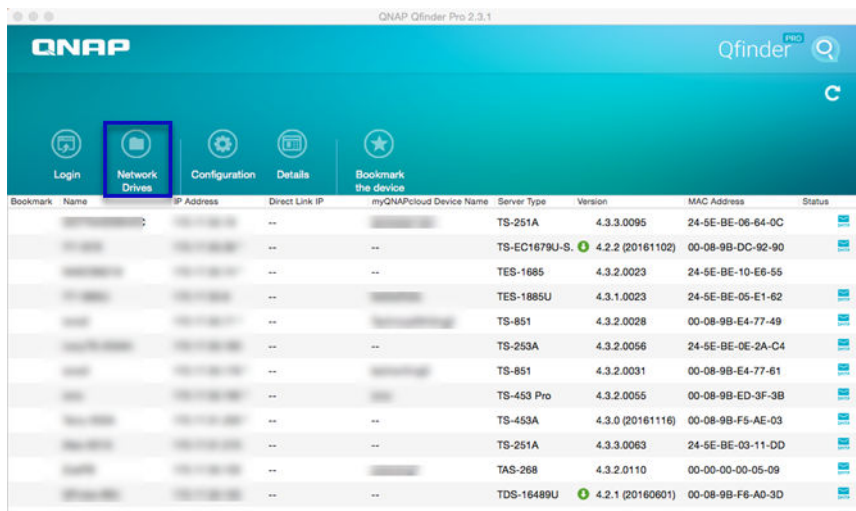 QNAP Qfinder Pro 2.3.1
QNAP
Qfinder PRO
Login
Network Drives
Configuration
Details
Bookmark the device
Bookmark Name IP Address Direct Link IP myQNAPcloud Device Name Server Type Version MAC Address Status
-- TS-251A 4.3.3.0095 24-5E-BE-06-64-0C
-- -- TS-EC1679U-S. 4.2.2 (20161102) 00-08-9B-DC-92-90
-- -- TES-1685 4.3.2.0023 24-5E-BE-10-E6-55
-- TES-1885U 4.3.1.0023 24-5E-BE-05-E1-62
-- TS-851 4.3.2.0028 00-08-9B-E4-77-49
-- -- TS-253A 4.3.2.0056 24-5E-BE-0E-2A-C4
-- TS-851 4.3.2.0031 00-08-9B-E4-77-61
-- TS-453 Pro 4.3.2.0055 00-08-9B-ED-3F-3B
-- -- TS-453A 4.3.0 (20161116) 00-08-9B-F5-AE-03
-- -- TS-251A 4.3.3.0063 24-5E-BE-03-11-DD
-- TAS-268 4.3.2.0110 00-00-00-00-05-09
-- -- TDS-16489U 4.2.1 (20160601) 00-08-9B-F6-A0-3D